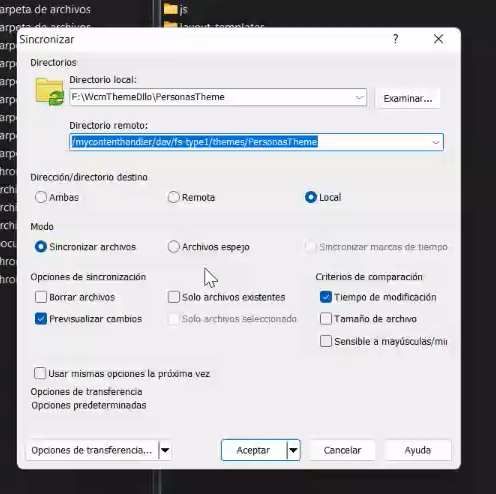 arpeta de archivos
js
arpeta de archivos
layout_templates
Sincronizar
?
Directorios
Directorio local:
F:\WcmThemeDllo\PersonasTheme
Examinar...
Directorio remoto:
/mycontenthandler/dav/fs-type1/themes/PersonasTheme
Dirección/directorio destino
Ambas
Remota
Local
Modo
Sincronizar archivos
Archivos espejo
Sincronizar marcas de tiempo
Opciones de sincronización
Criterios de comparación
Borrar archivos
Solo archivos existentes
Tiempo de modificación
Previsualizar cambios
Solo archivos seleccionado
Tamaño de archivo
Sensible a mayúsculas/mi
Usar mismas opciones la próxima vez
Opciones de transferencia
Opciones predeterminadas
Opciones de transferencia...
Aceptar
Cancelar
Ayuda